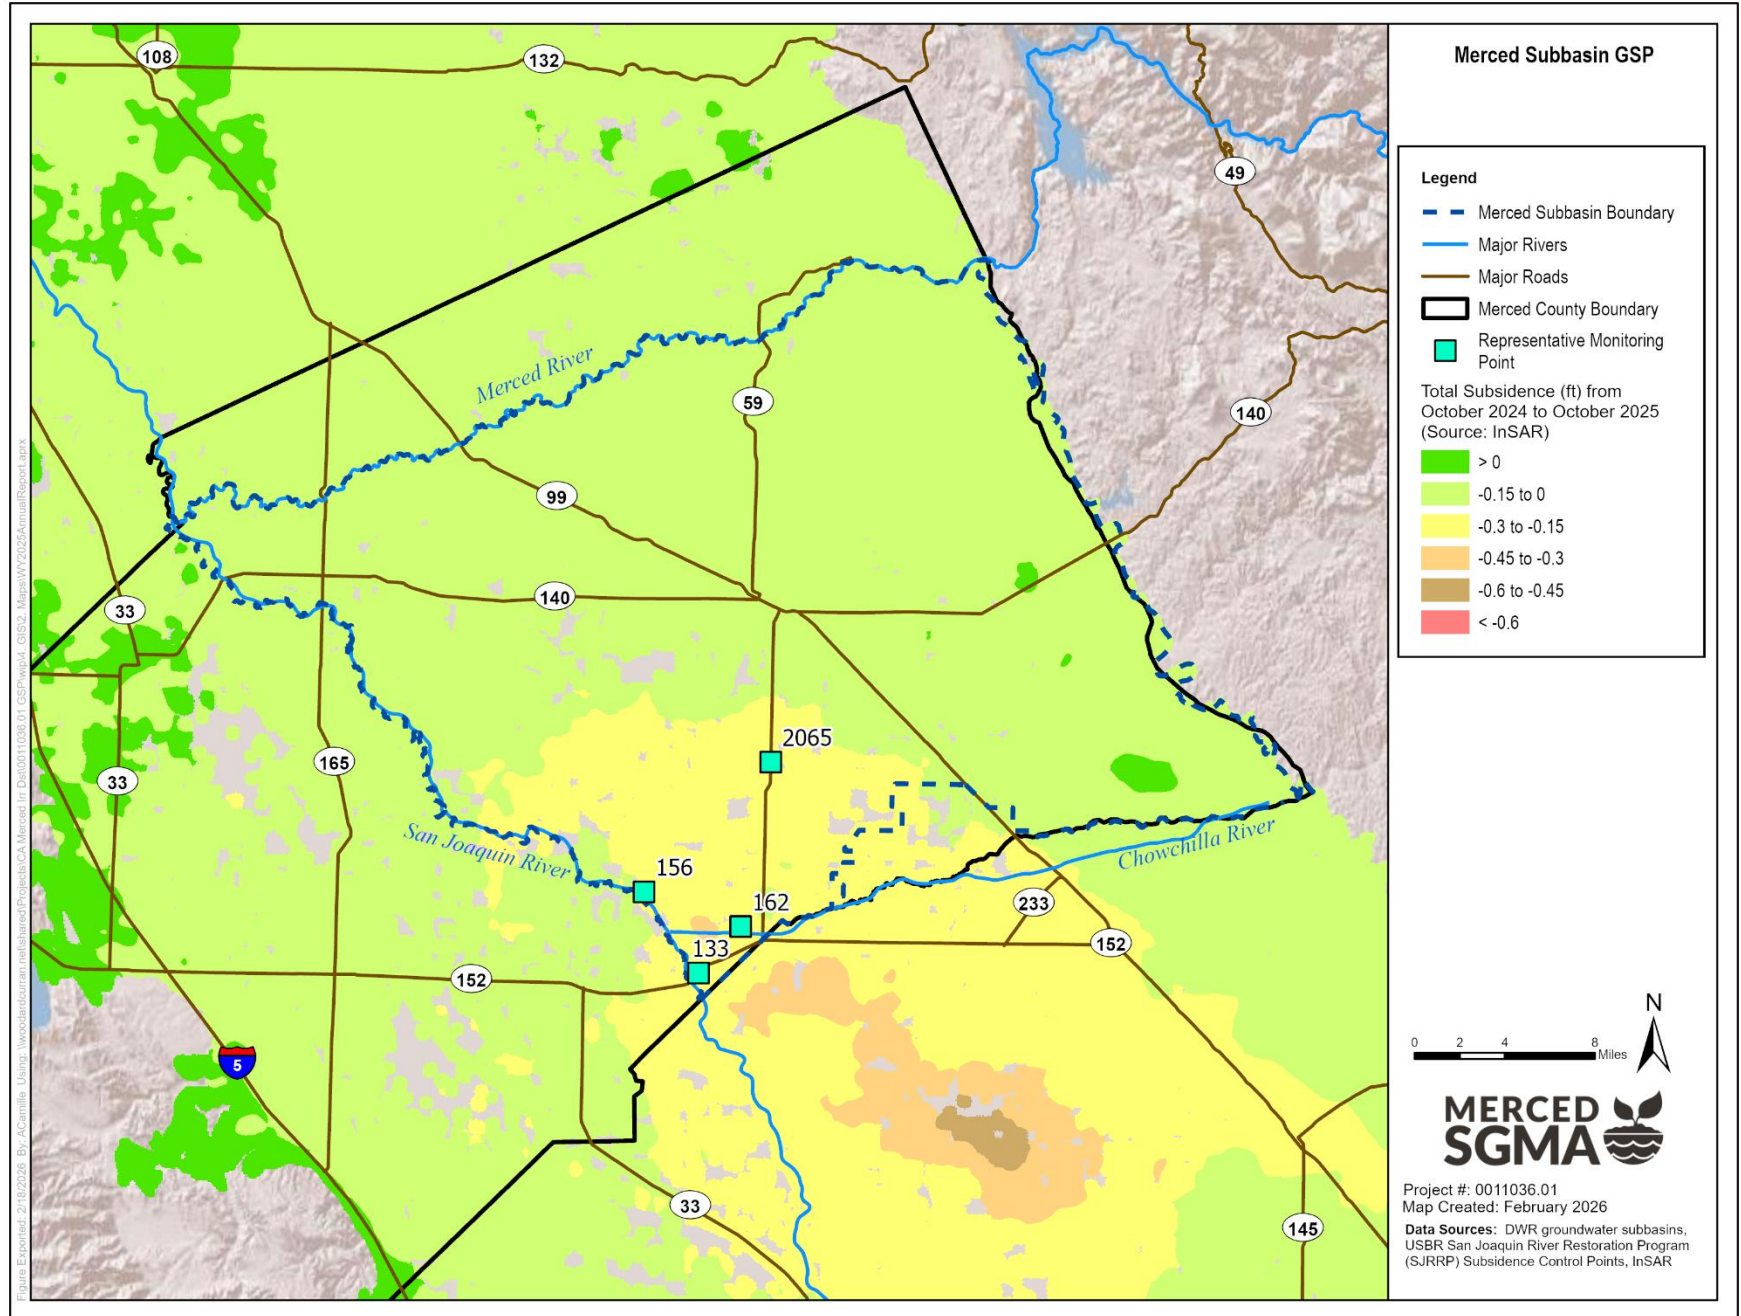 Merced Subbasin GSP
Legend
Merced Subbasin Boundary
Major Rivers
Major Roads
Merced County Boundary
Representative Monitoring
Point
Total Subsidence (ft) from
October 2024 to October 2025
(Source: InSAR)
> 0
-0.15 to 0
-0.3 to -0.15
-0.45 to -0.3
-0.6 to -0.45
< -0.6
108
132
49
Merced River
59
140
99
33
140
2065
165
33
San Joaquin River
156
Chowchilla River
162
233
133
152
152
5
33
145
N
0 2 4 8
Miles
MERCED
SGMA
Project #: 0011036.01
Map Created: February 2026
Data Sources: DWR groundwater subbasins,
USBR San Joaquin River Restoration Program
(SJRRP) Subsidence Control Points, InSAR
Figure Exported: 2/18/2026 By: ACamille Using: